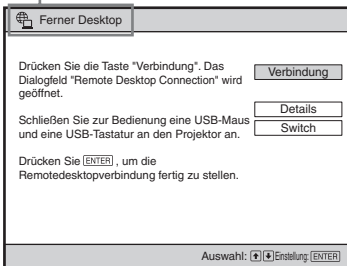 Ferner Desktop
Drücken Sie die Taste "Verbindung". Das
Dialogfeld "Remote Desktop Connection" wird
geöffnet.
Verbindung
Details
Schließen Sie zur Bedienung eine USB-Maus
und eine USB-Tastatur an den Projektor an.
Switch
Drücken Sie ENTER , um die
Remotedesktopverbindung fertig zu stellen.
Auswahl: Einstellung: ENTER